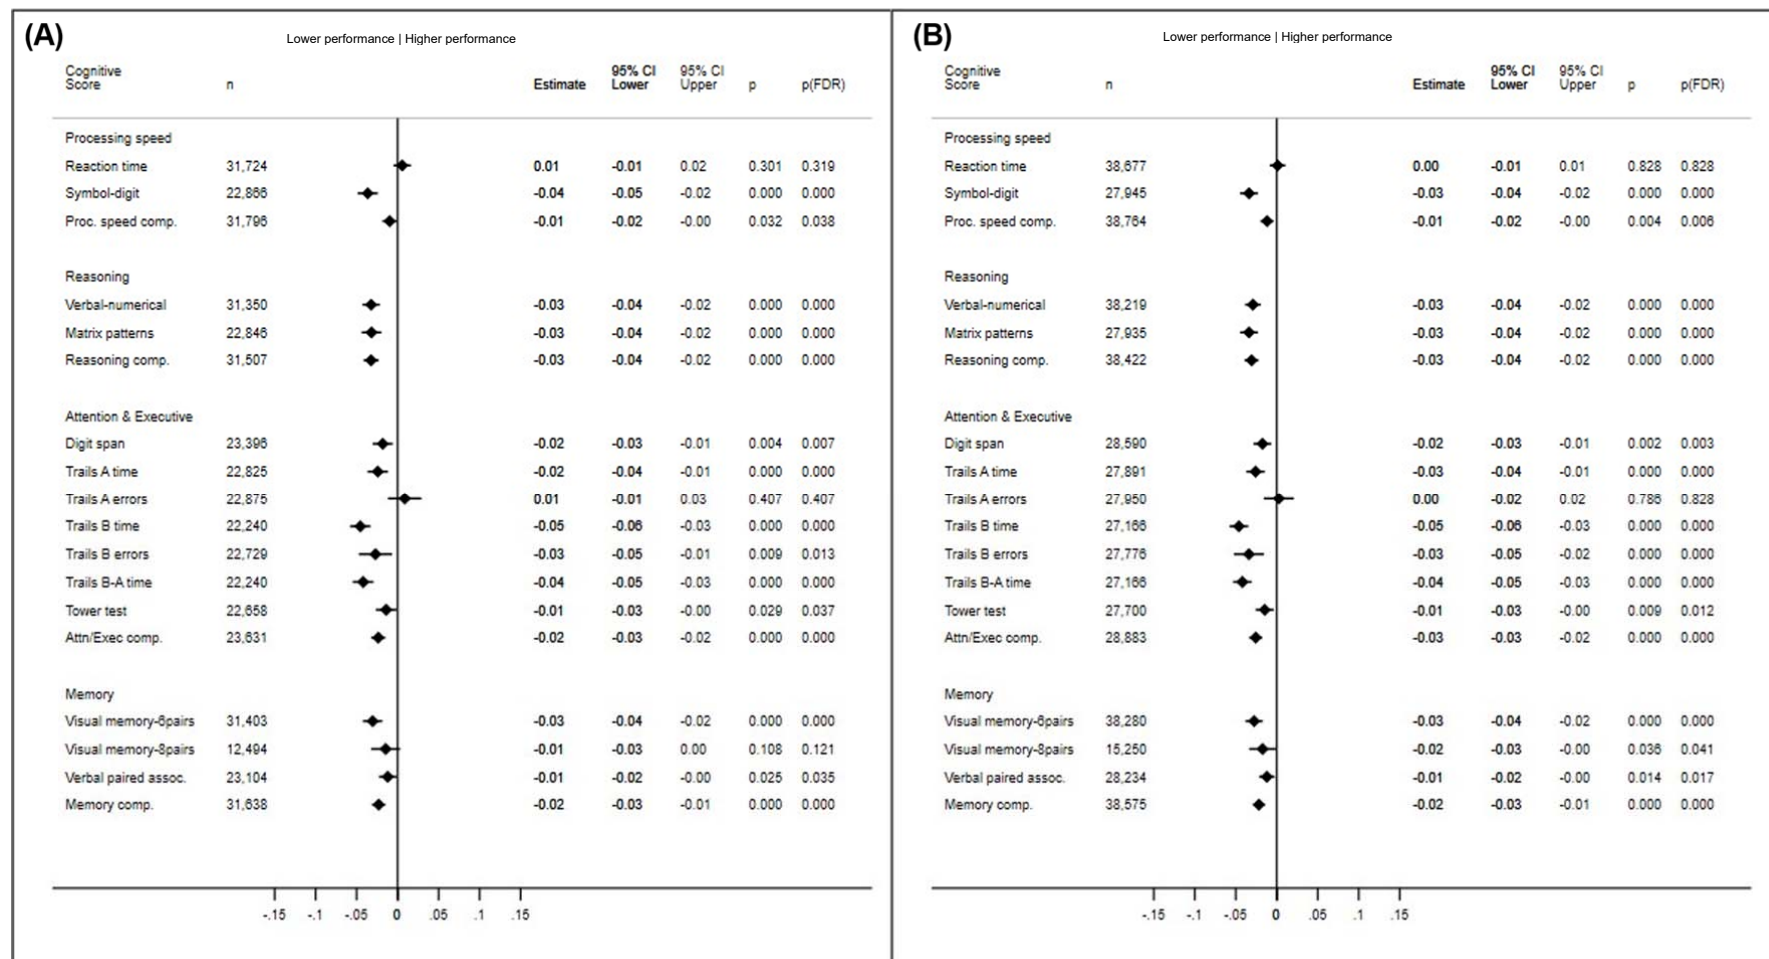 (A)
Lower performance | Higher performance
Cognitive Score n Estimate 95% CI Lower 95% CI Upper p p(FDR)
Processing speed
Reaction time 31,724 0.01 -0.01 0.02 0.301 0.319
Symbol-digit 22,866 -0.04 -0.05 -0.02 0.000 0.000
Proc. speed comp. 31,796 -0.01 -0.02 -0.00 0.032 0.038
Reasoning
Verbal-numerical 31,350 -0.03 -0.04 -0.02 0.000 0.000
Matrix patterns 22,846 -0.03 -0.04 -0.02 0.000 0.000
Reasoning comp. 31,507 -0.03 -0.04 -0.02 0.000 0.000
Attention & Executive
Digit span 23,396 -0.02 -0.03 -0.01 0.004 0.007
Trails A time 22,825 -0.02 -0.04 -0.01 0.000 0.000
Trails A errors 22,875 0.01 -0.01 0.03 0.407 0.407
Trails B time 22,240 -0.05 -0.06 -0.03 0.000 0.000
Trails B errors 22,729 -0.03 -0.05 -0.01 0.009 0.013
Trails B-A time 22,240 -0.04 -0.05 -0.03 0.000 0.000
Tower test 22,658 -0.01 -0.03 -0.00 0.029 0.037
Attn/Exec comp. 23,631 -0.02 -0.03 -0.02 0.000 0.000
Memory
Visual memory-6pairs 31,403 -0.03 -0.04 -0.02 0.000 0.000
Visual memory-8pairs 12,494 -0.01 -0.03 0.00 0.108 0.121
Verbal paired assoc. 23,104 -0.01 -0.02 -0.00 0.025 0.035
Memory comp. 31,638 -0.02 -0.03 -0.01 0.000 0.000
-.15 -.1 -.05 0 .05 .1 .15
(B)
Lower performance | Higher performance
Cognitive Score n Estimate 95% CI Lower 95% CI Upper p p(FDR)
Processing speed
Reaction time 38,677 0.00 -0.01 0.01 0.828 0.828
Symbol-digit 27,945 -0.03 -0.04 -0.02 0.000 0.000
Proc. speed comp. 38,764 -0.01 -0.02 -0.00 0.004 0.006
Reasoning
Verbal-numerical 38,219 -0.03 -0.04 -0.02 0.000 0.000
Matrix patterns 27,935 -0.03 -0.04 -0.02 0.000 0.000
Reasoning comp. 38,422 -0.03 -0.04 -0.02 0.000 0.000
Attention & Executive
Digit span 28,590 -0.02 -0.03 -0.01 0.002 0.003
Trails A time 27,891 -0.03 -0.04 -0.01 0.000 0.000
Trails A errors 27,950 0.00 -0.02 0.02 0.786 0.828
Trails B time 27,166 -0.05 -0.06 -0.03 0.000 0.000
Trails B errors 27,776 -0.03 -0.05 -0.02 0.000 0.000
Trails B-A time 27,166 -0.04 -0.05 -0.03 0.000 0.000
Tower test 27,700 -0.01 -0.03 -0.00 0.009 0.012
Attn/Exec comp. 28,883 -0.03 -0.03 -0.02 0.000 0.000
Memory
Visual memory-6pairs 38,280 -0.03 -0.04 -0.02 0.000 0.000
Visual memory-8pairs 15,250 -0.02 -0.03 -0.00 0.036 0.041
Verbal paired assoc. 28,234 -0.01 -0.02 -0.00 0.014 0.017
Memory comp. 38,575 -0.02 -0.03 -0.01 0.000 0.000
-.15 -.1 -.05 0 .05 .1 .15